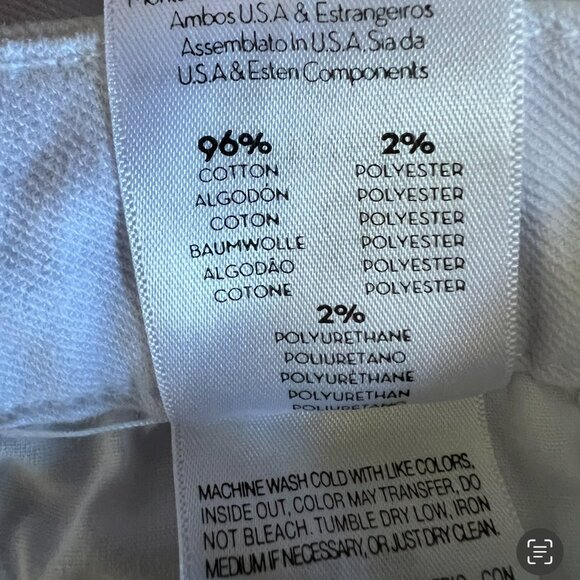 Ambos U.S.A & Estrangeiros
Assemblato In U.S.A. Sia da
U.S.A & Esteri Components
96%
COTTON
ALGODÓN
COTON
BAUMWOLLE
ALGODÃO
COTONE
2%
POLYESTER
POLYESTER
POLYESTER
POLYESTER
POLYESTER
POLYESTER
2%
POLYURETHANE
POLIURETANO
POLYURÉTHANE
POLYURETHAN
POLIURETANO
MACHINE WASH COLD WITH LIKE COLORS,
INSIDE OUT, COLOR MAY TRANSFER, DO
NOT BLEACH. TUMBLE DRY LOW, IRON
MEDIUM IF NECESSARY, OR JUST DRY CLEAN.